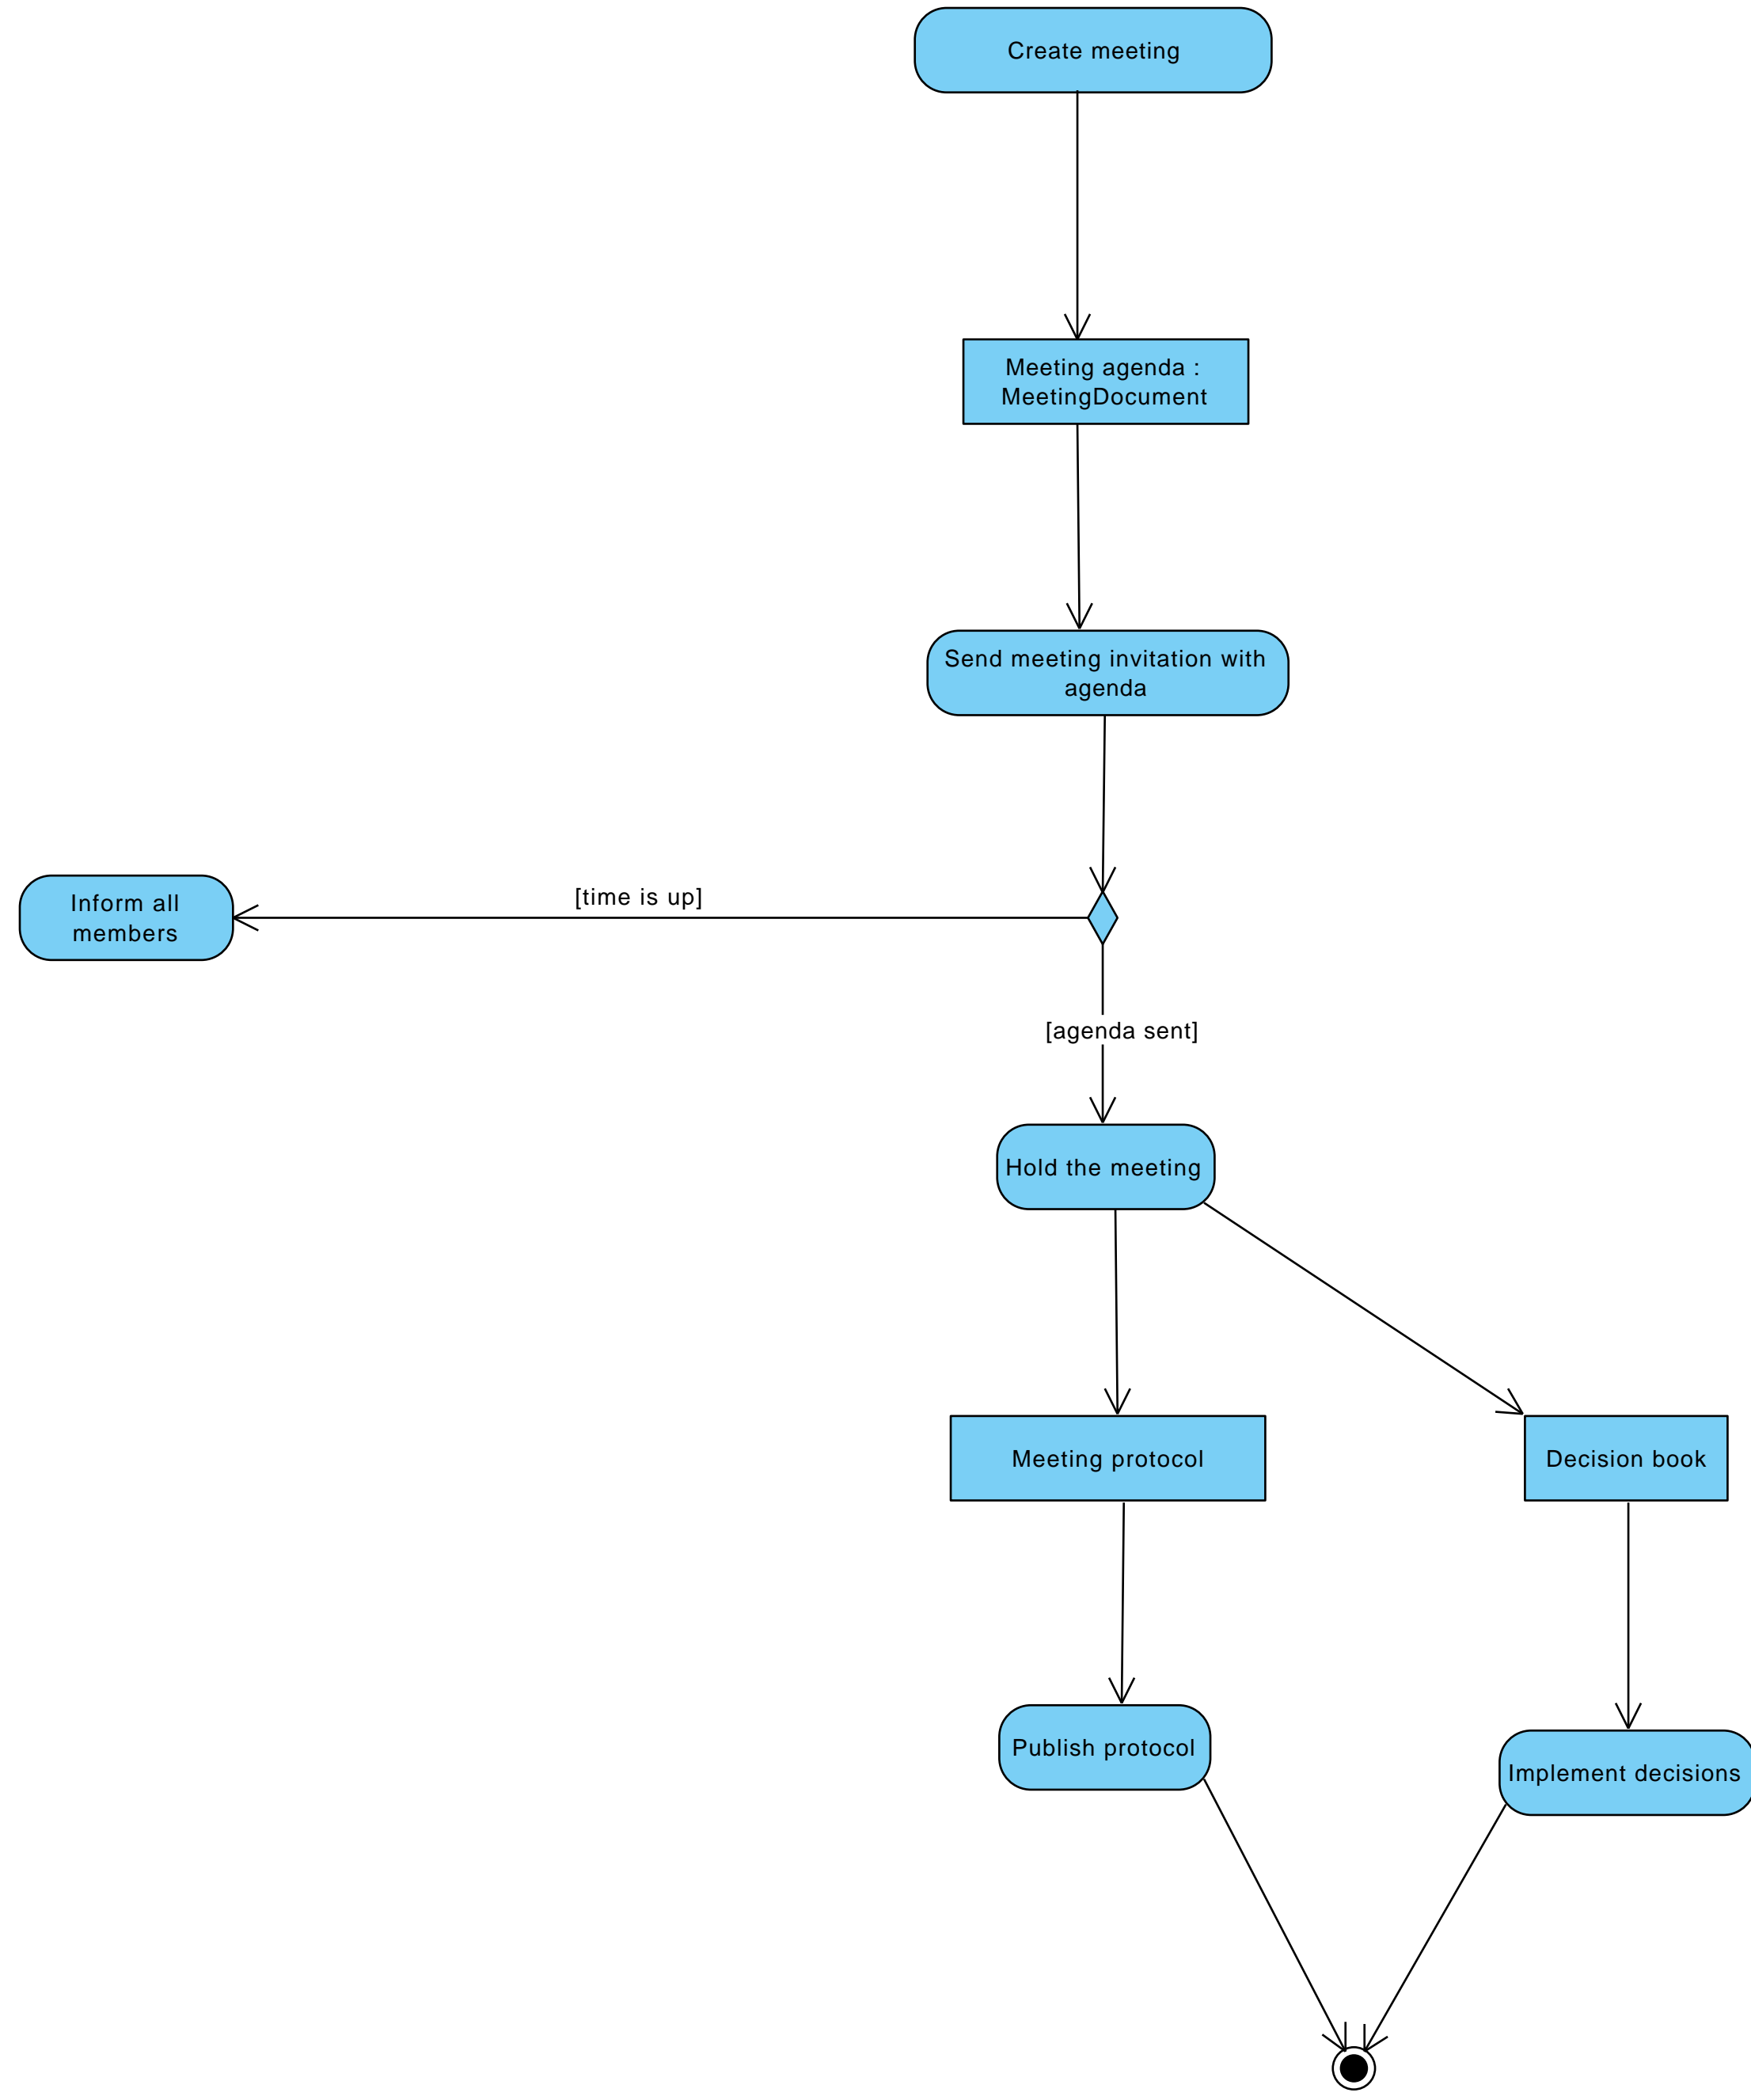 Create meeting
Meeting agenda :
MeetingDocument
Send meeting invitation with
agenda
Inform all
members
[time is up]
[agenda sent]
Hold the meeting
Meeting protocol
Decision book
Publish protocol
Implement decisions